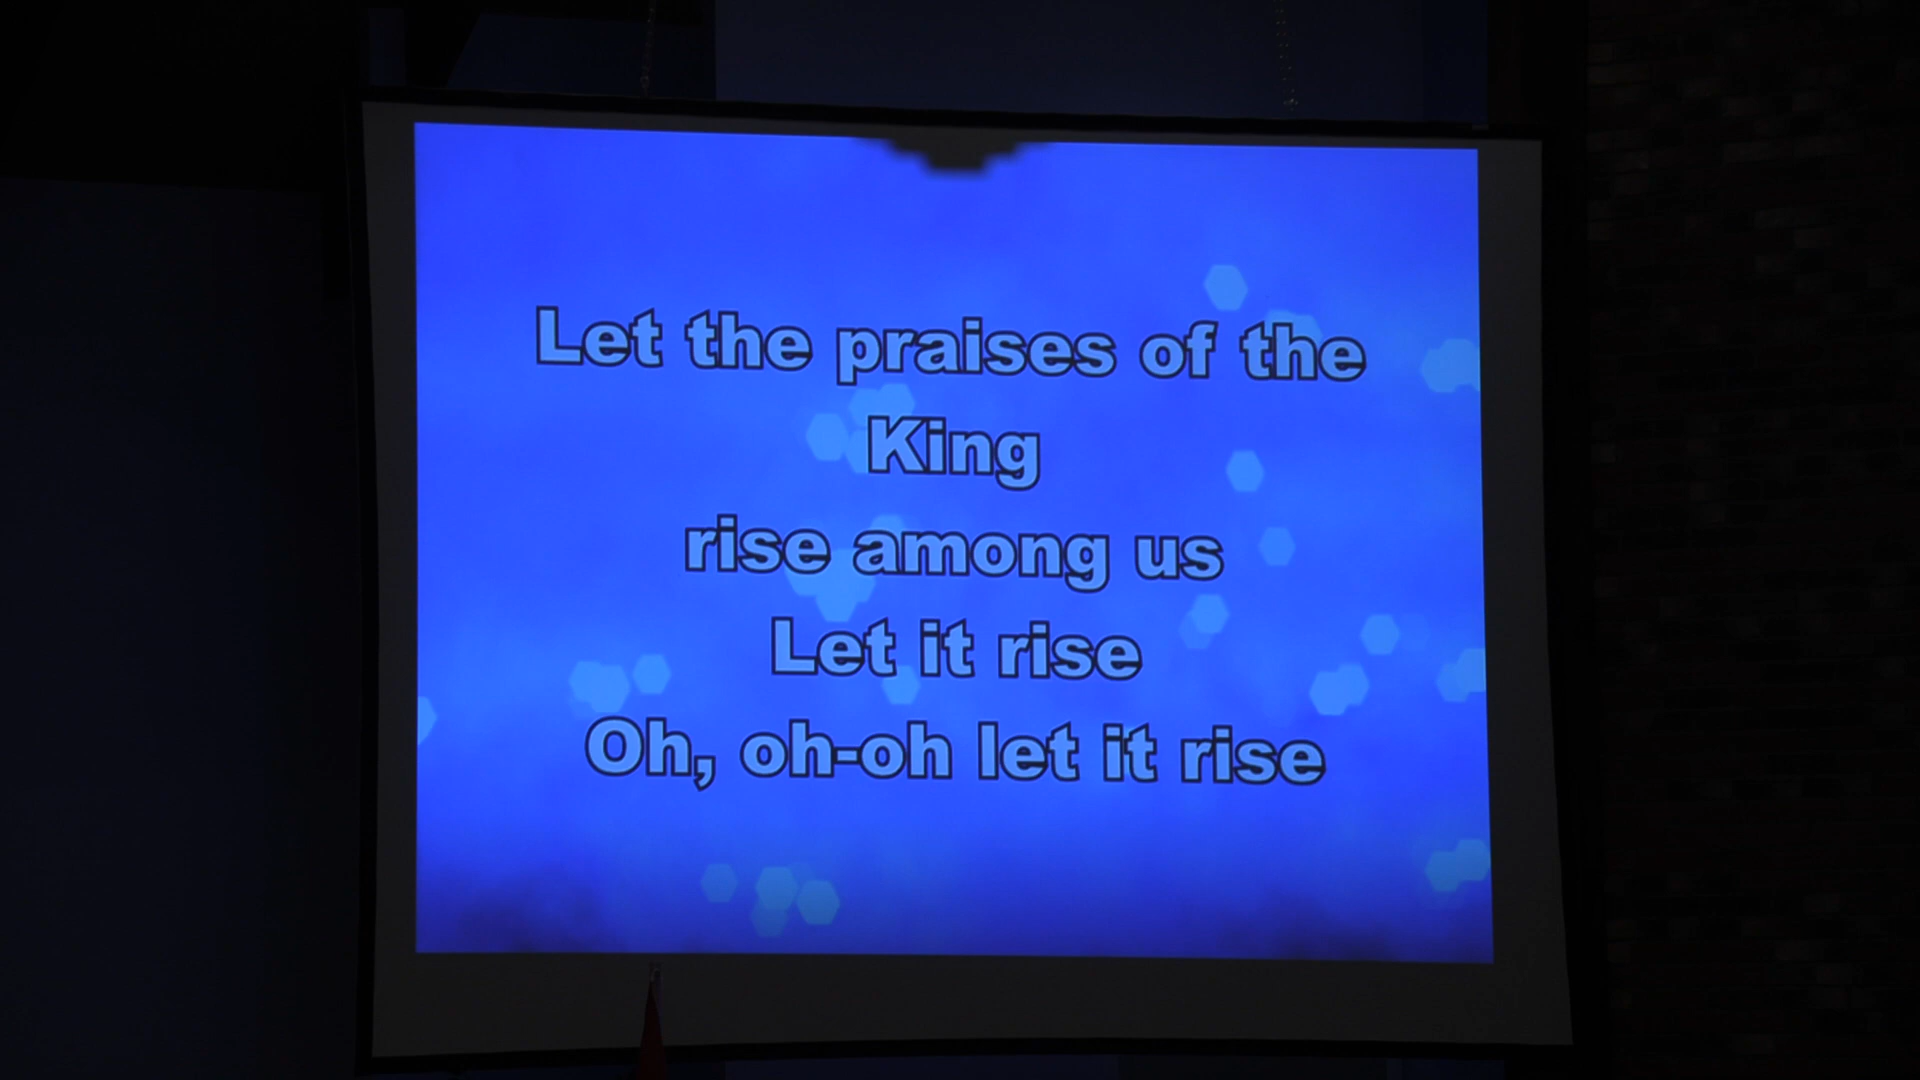 Let the praises of the
King
rise among us
Let it rise
Oh, oh-oh let it rise